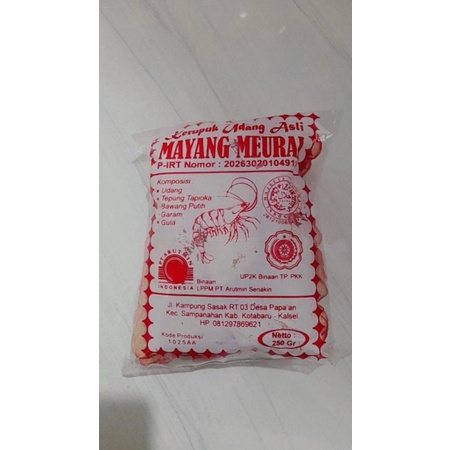 Kerupuk Udang Asli
MAYANG MEURAI
P-IRT Nomor : 2026302010491
Komposisi
• Udang
• Tepung Tapioka
• Bawang Putih
• Garam
• Gula
PT ARUTMIN
INDONESIA
Binaan
LPPM PT. Arutmin Senakin
UP2K Binaan TP. PKK
Jl. Kampung Sasak RT.03 Desa Papa'an
Kec. Sampanahan Kab. Kotabaru - Kalsel
HP. 081297869621
Kode Produksi
1025AA
Netto :
250 Gr